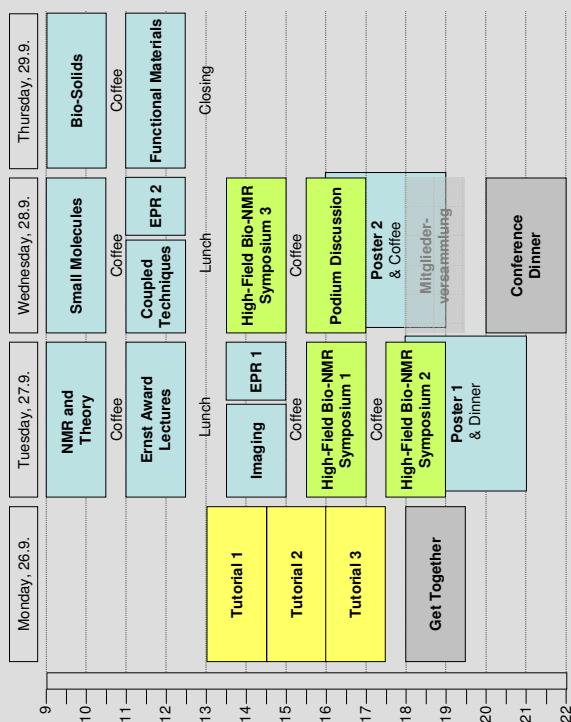 Monday, 26.9.
Tuesday, 27.9.
Wednesday, 28.9.
Thursday, 29.9.
9
10
11
12
13
14
15
16
17
18
19
20
21
22
Tutorial 1
Tutorial 2
Tutorial 3
Get Together
NMR and
Theory
Coffee
Ernst Award
Lectures
Lunch
Imaging
EPR 1
Coffee
High-Field Bio-NMR
Symposium 1
Coffee
High-Field Bio-NMR
Symposium 2
Poster 1
& Dinner
Small Molecules
Coffee
Coupled
Techniques
EPR 2
Lunch
High-Field Bio-NMR
Symposium 3
Coffee
Podium Discussion
Poster 2
& Coffee
Mitglieder-
versammlung
Conference
Dinner
Bio-Solids
Coffee
Functional Materials
Closing